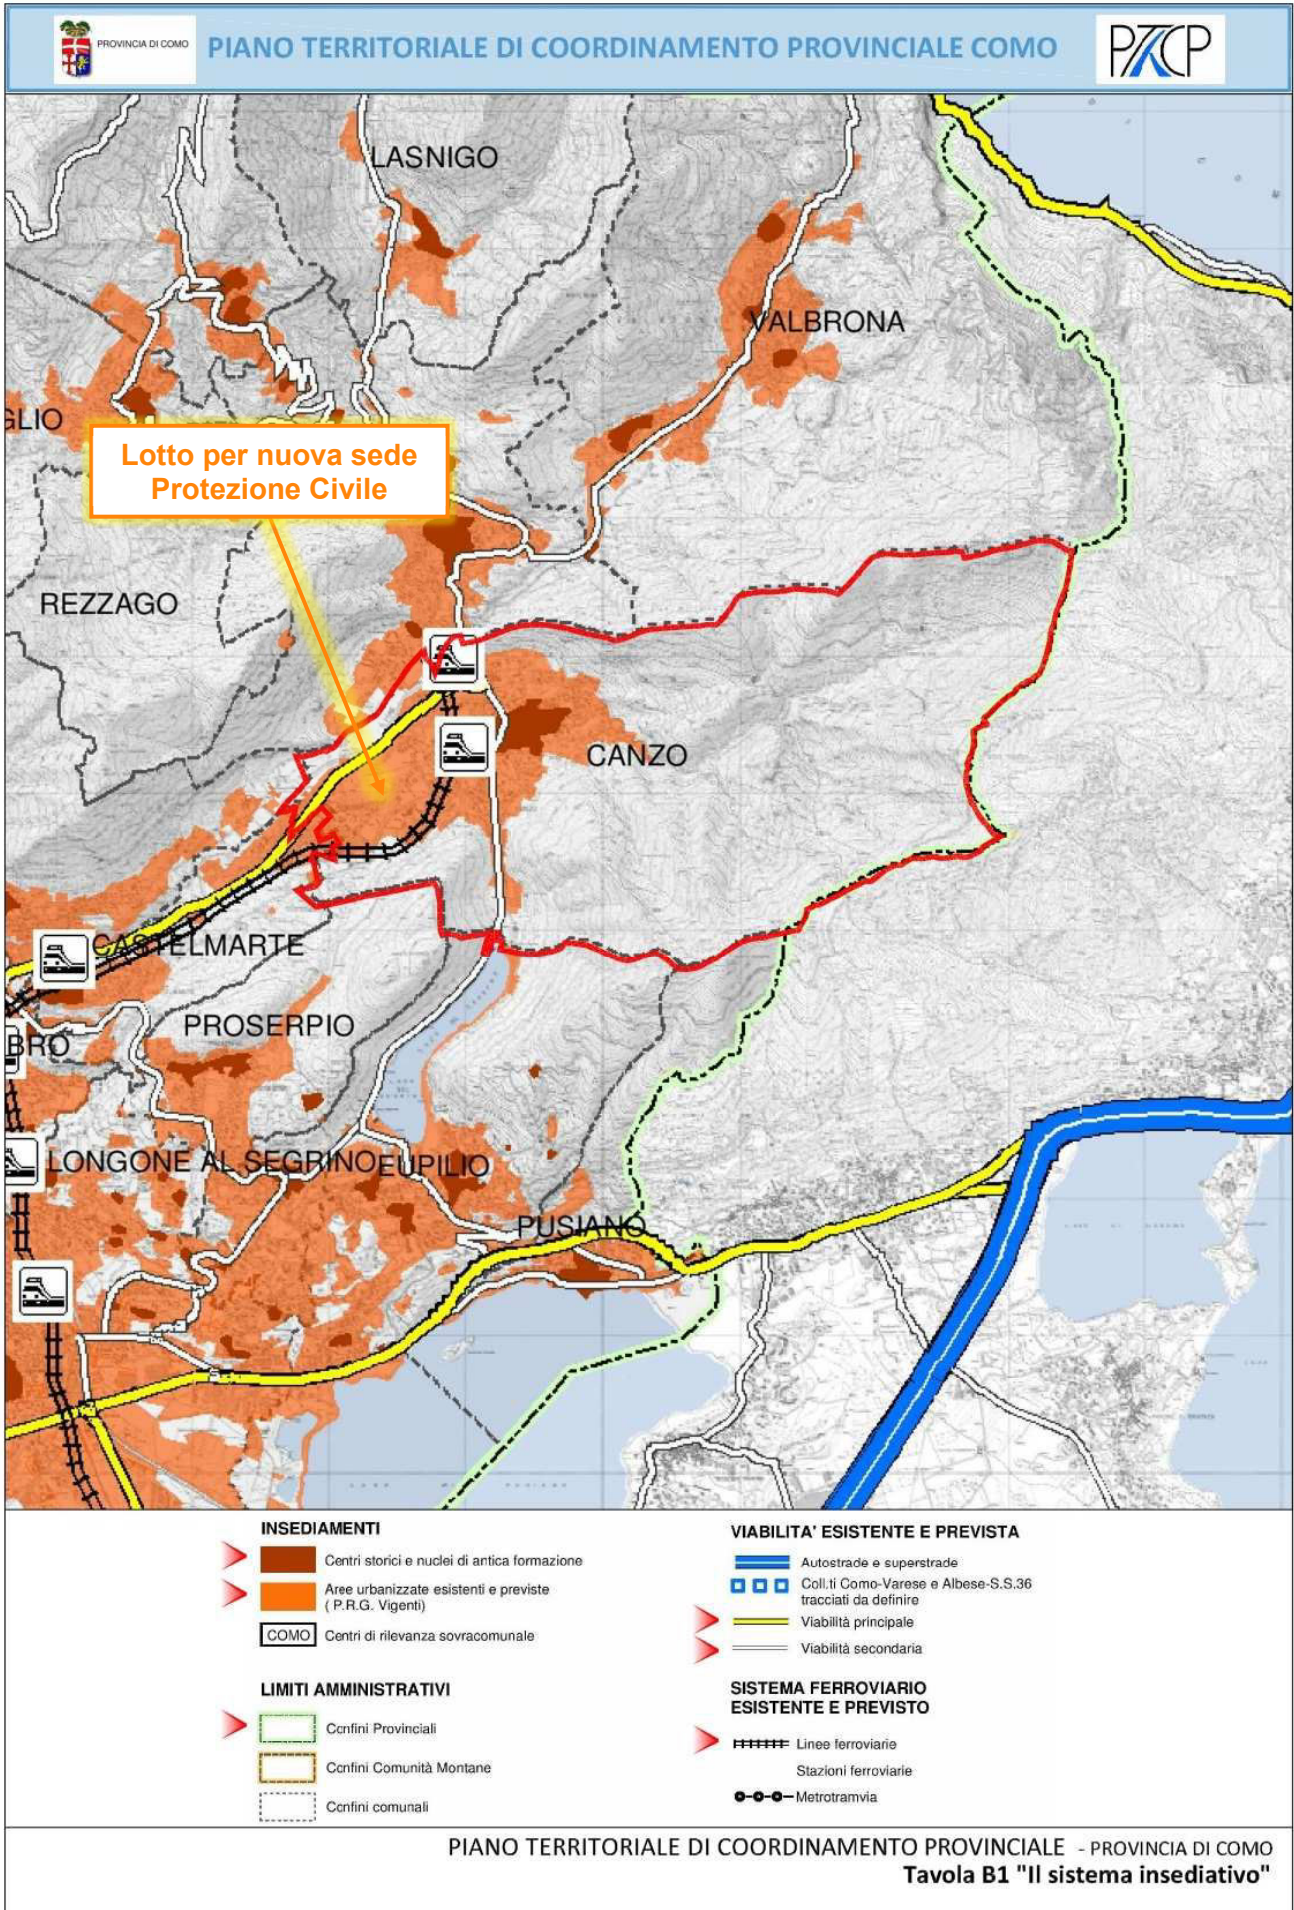 PROVINCIA DI COMO
PIANO TERRITORIALE DI COORDINAMENTO PROVINCIALE COMO
PTCP
LASNIGO
VALBRONA
GLIO
Lotto per nuova sede
Protezione Civile
REZZAGO
CANZO
CASTELMARTE
PROSERPIO
BRO
LONGONE AL SEGRINO
EUPILIO
PUSIANO
INSEDIAMENTI
Centri storici e nuclei di antica formazione
Aree urbanizzate esistenti e previste
( P.R.G. Vigenti)
COMO
Centri di rilevanza sovracomunale
LIMITI AMMINISTRATIVI
Confini Provinciali
Confini Comunità Montane
Confini comunali
VIABILITA' ESISTENTE E PREVISTA
Autostrade e superstrade
Coll.ti Como-Varese e Albese-S.S.36
tracciati da definire
Viabilità principale
Viabilità secondaria
SISTEMA FERROVIARIO
ESISTENTE E PREVISTO
Linee ferroviarie
Stazioni ferroviarie
Metrotramvia
PIANO TERRITORIALE DI COORDINAMENTO PROVINCIALE - PROVINCIA DI COMO
Tavola B1 "Il sistema insediativo"